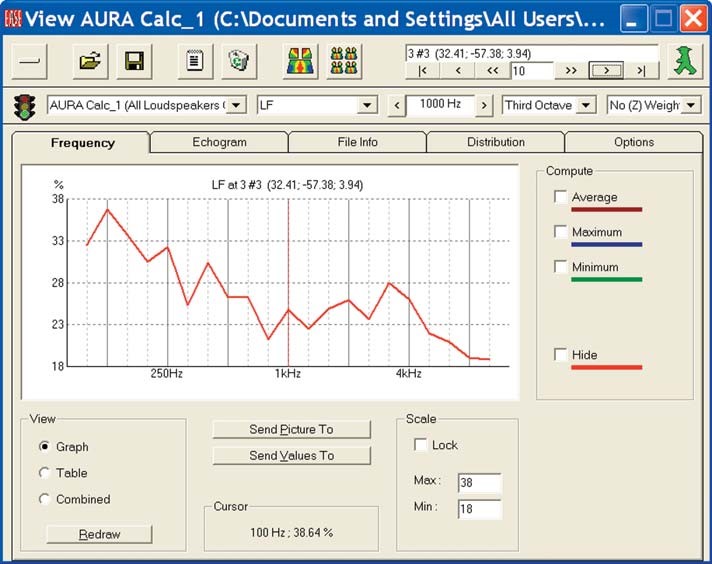 EASE View AURA Calc_1 (C:\Documents and Settings\All Users\...
3 #3 (32.41; -57.38; 3.94)
|< < << 10 >> > >|
AURA Calc_1 (All Loudspeakers LF < 1000 Hz > Third Octave No (Z) Weigh
Frequency Echogram File Info Distribution Options
% LF at 3 #3 (32.41; -57.38; 3.94)
38
33
28
23
18
250Hz 1kHz 4kHz
Compute
Average
Maximum
Minimum
Hide
View
Graph
Table
Combined
Redraw
Send Picture To
Send Values To
Cursor
100 Hz ; 38.64 %
Scale
Lock
Max : 38
Min : 18